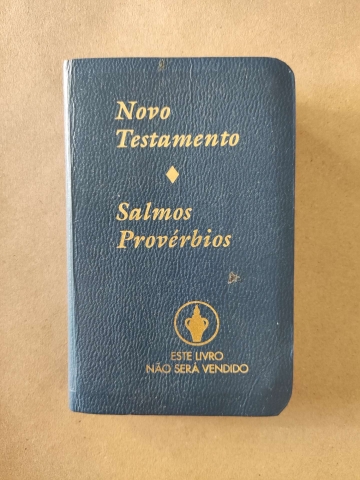 Novo
Testamento
Salmos
Provérbios
ESTE LIVRO
NÃO SERÁ VENDIDO